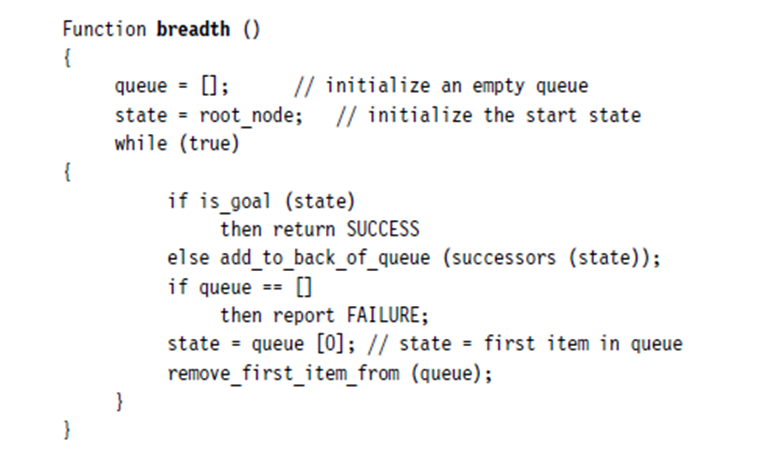 Function breadth ()
{
queue = []; // initialize an empty queue
state = root_node; // initialize the start state
while (true)
{
if is_goal (state)
then return SUCCESS
else add_to_back_of_queue (successors (state));
if queue == []
then report FAILURE;
state = queue [0]; // state = first item in queue
remove_first_item_from (queue);
}
}